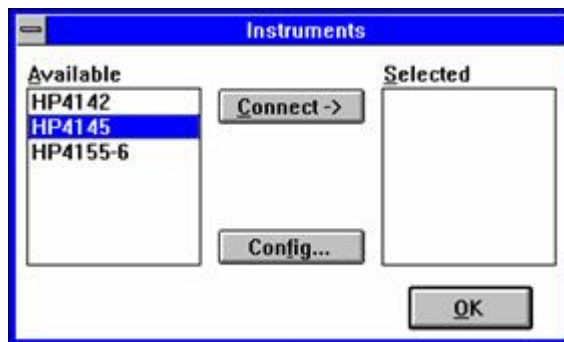 Instruments
Available
Selected
HP4142
HP4145
HP4155-6
Connect ->
Config...
OK